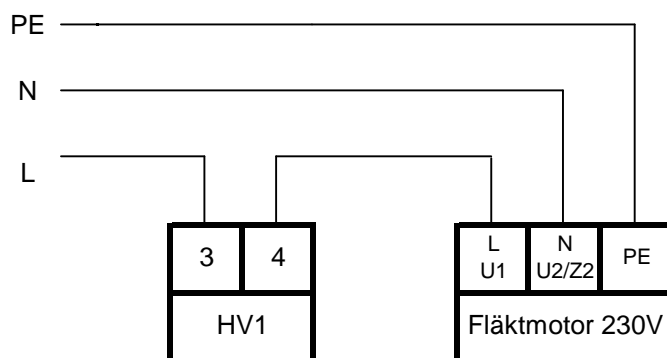 PE
N
L
3 4 L N PE
U1 U2/Z2
HV1 Fläktmotor 230V